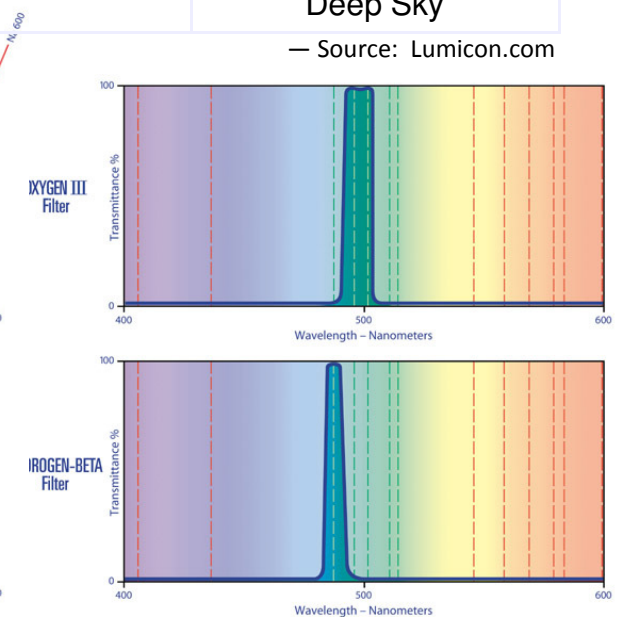 Deep Sky
— Source: Lumicon.com
N, 600
100
XYGEN III
Filter
Transmittance %
0
400
500
600
Wavelength – Nanometers
100
ROGEN-BETA
Filter
Transmittance %
0
400
500
600
Wavelength – Nanometers